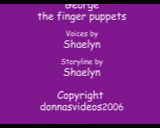 George
the finger puppets
Voices by
Shaelyn
Storyline by
Shaelyn
Copyright
donnasvideos2006